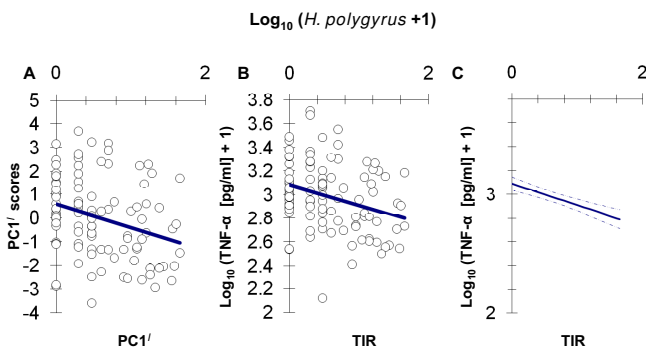 Log10 (H. polygyrus +1)
A 0 2 B 0 2 C 0 2
PC1/ scores
5
4
3
2
1
0
-1
-2
-3
-4
PC1/
Log10 (TNF-α [pg/ml] + 1)
3.8
3.6
3.4
3.2
3
2.8
2.6
2.4
2.2
2
TIR
Log10 (TNF-α [pg/ml] + 1)
3
2
TIR